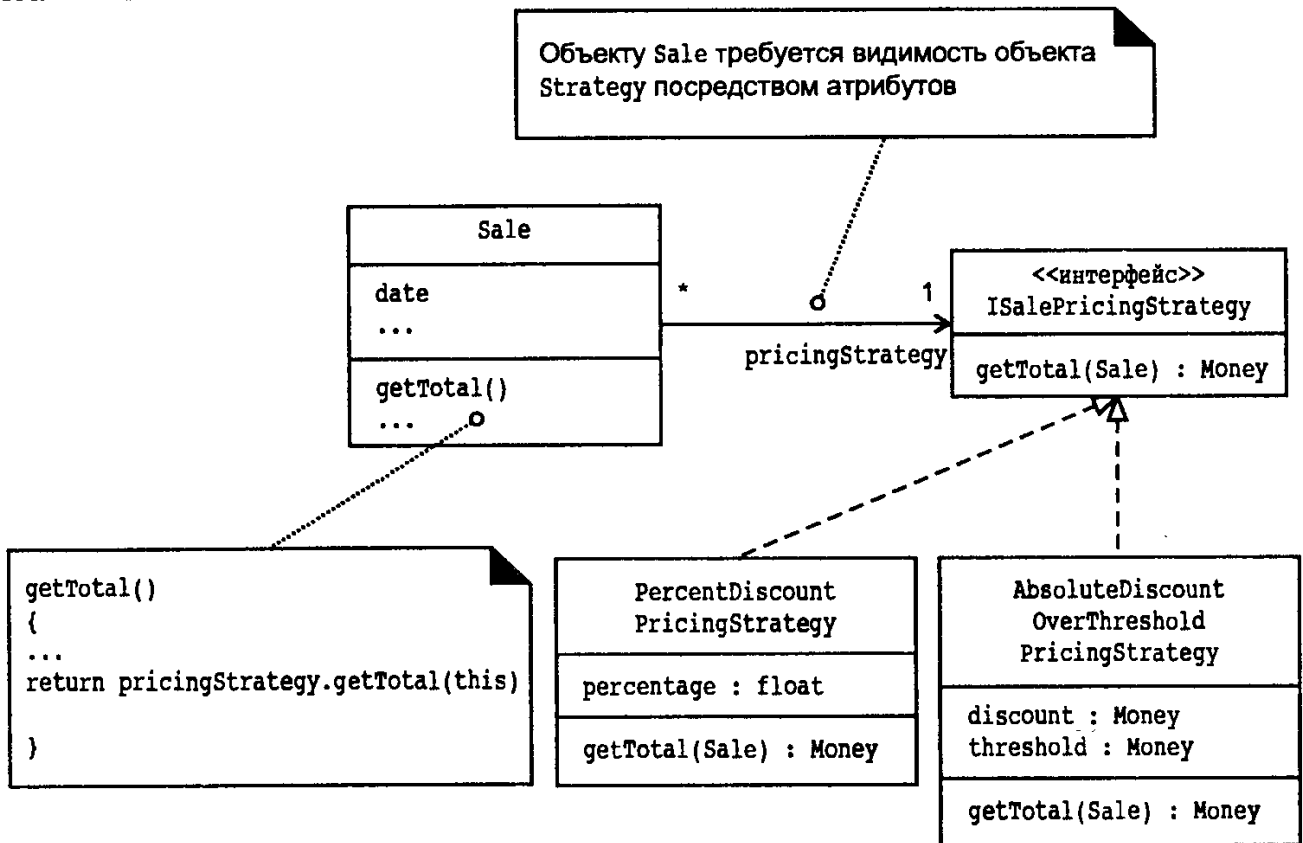 Объекту Sale требуется видимость объекта
Strategy посредством атрибутов
Sale
date
...
getTotal()
...
*
1
pricingStrategy
<<интерфейс>>
ISalePricingStrategy
getTotal(Sale) : Money
getTotal()
{
...
return pricingStrategy.getTotal(this)
}
PercentDiscount
PricingStrategy
percentage : float
getTotal(Sale) : Money
AbsoluteDiscount
OverThreshold
PricingStrategy
discount : Money
threshold : Money
getTotal(Sale) : Money